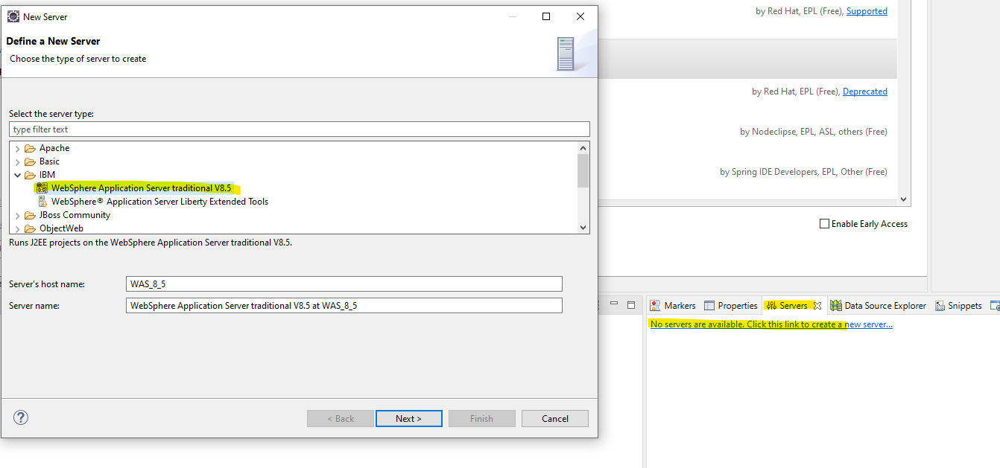 New Server
Define a New Server
Choose the type of server to create
Select the server type:
type filter text
Apache
Basic
IBM
WebSphere Application Server traditional V8.5
WebSphere® Application Server Liberty Extended Tools
JBoss Community
ObjectWeb
Runs J2EE projects on the WebSphere Application Server traditional V8.5.
Server's host name:
WAS_8_5
Server name:
WebSphere Application Server traditional V8.5 at WAS_8_5
?
< Back
Next >
Finish
Cancel
by Red Hat, EPL (Free), Supported
by Red Hat, EPL (Free), Deprecated
by Nodeclipse, EPL, ASL, others (Free)
by Spring IDE Developers, EPL, Other (Free)
Enable Early Access
Markers Properties Servers Data Source Explorer Snippets
No servers are available. Click this link to create a new server...